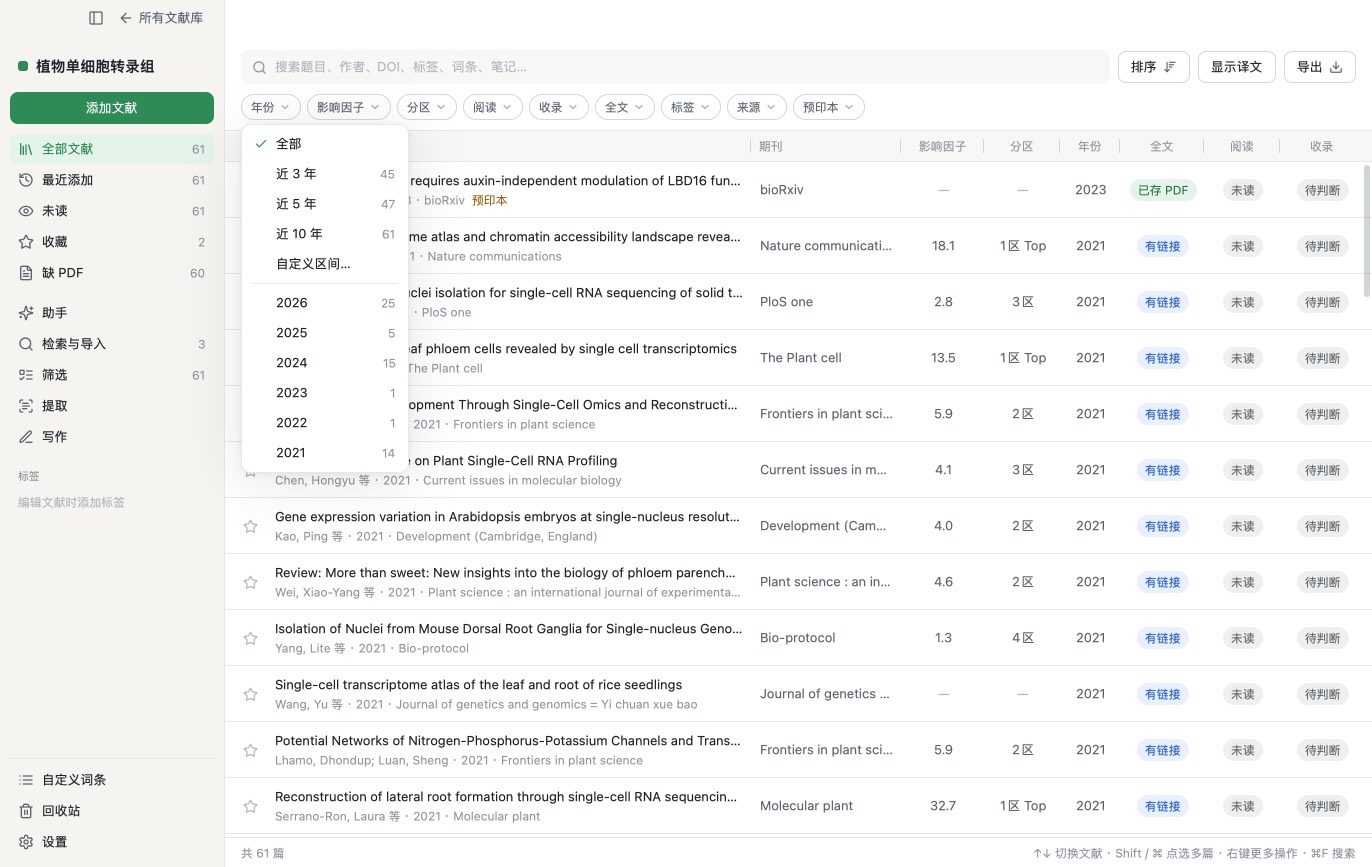 所有文献库
植物单细胞转录组
添加文献
全部文献 61
最近添加 61
未读 61
收藏 2
缺 PDF 60
助手
检索与导入 3
筛选 61
提取
写作
标签
编辑文献时添加标签
自定义词条
回收站
设置
搜索题目、作者、DOI、标签、词条、笔记...
排序
显示译文
导出
年份 影响因子 分区 阅读 收录 全文 标签 来源 预印本
全部
近 3 年 45
近 5 年 47
近 10 年 61
自定义区间...
2026 25
2025 5
2024 15
2023 1
2022 1
2021 14
期刊 影响因子 分区 年份 全文 阅读 收录
requires auxin-independent modulation of LBD16 fun... bioRxiv — — 2023 已存 PDF 未读 待判断
· bioRxiv 预印本
me atlas and chromatin accessibility landscape revea... Nature communicati... 18.1 1区 Top 2021 有链接 未读 待判断
1 · Nature communications
clei isolation for single-cell RNA sequencing of solid t... PloS one 2.8 3区 2021 有链接 未读 待判断
· PloS one
eaf phloem cells revealed by single cell transcriptomics The Plant cell 13.5 1区 Top 2021 有链接 未读 待判断
The Plant cell
opment Through Single-Cell Omics and Reconstructi... Frontiers in plant sci... 5.9 2区 2021 有链接 未读 待判断
2021 · Frontiers in plant science
e on Plant Single-Cell RNA Profiling Current issues in m... 4.1 3区 2021 有链接 未读 待判断
Chen, Hongyu 等 · 2021 · Current issues in molecular biology
Gene expression variation in Arabidopsis embryos at single-nucleus resolut... Development (Cam... 4.0 2区 2021 有链接 未读 待判断
Kao, Ping 等 · 2021 · Development (Cambridge, England)
Review: More than sweet: New insights into the biology of phloem parench... Plant science : an in... 4.6 2区 2021 有链接 未读 待判断
Wei, Xiao-Yang 等 · 2021 · Plant science : an international journal of experimenta...
Isolation of Nuclei from Mouse Dorsal Root Ganglia for Single-nucleus Geno... Bio-protocol 1.3 4区 2021 有链接 未读 待判断
Yang, Lite 等 · 2021 · Bio-protocol
Single-cell transcriptome atlas of the leaf and root of rice seedlings Journal of genetics ... — — 2021 有链接 未读 待判断
Wang, Yu 等 · 2021 · Journal of genetics and genomics = Yi chuan xue bao
Potential Networks of Nitrogen-Phosphorus-Potassium Channels and Trans... Frontiers in plant sci... 5.9 2区 2021 有链接 未读 待判断
Lhamo, Dhondup; Luan, Sheng · 2021 · Frontiers in plant science
Reconstruction of lateral root formation through single-cell RNA sequencin... Molecular plant 32.7 1区 Top 2021 有链接 未读 待判断
Serrano-Ron, Laura 等 · 2021 · Molecular plant
共 61 篇
↑↓ 切换文献 · Shift / ⌘ 点选多篇 · 右键更多操作 · ⌘F 搜索